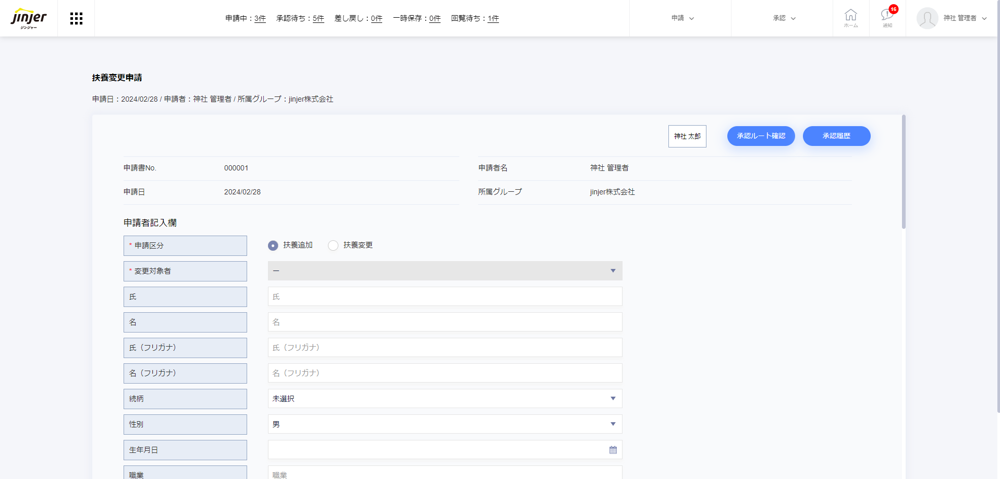 jinjer
ジンジャー
申請中：3件 承認待ち：5件 差し戻し：0件 一時保存：0件 回覧待ち：1件
申請
承認
ホーム
16
通知
神社 管理者
扶養変更申請
申請日：2024/02/28 / 申請者：神社 管理者 / 所属グループ：jinjer株式会社
神社 太郎
承認ルート確認
承認履歴
申請書No. 000001 申請者名 神社 管理者
申請日 2024/02/28 所属グループ jinjer株式会社
申請者記入欄
* 申請区分 扶養追加 扶養変更
* 変更対象者 ー
氏 氏
名 名
氏（フリガナ） 氏（フリガナ）
名（フリガナ） 名（フリガナ）
続柄 未選択
性別 男
生年月日
職業 職業